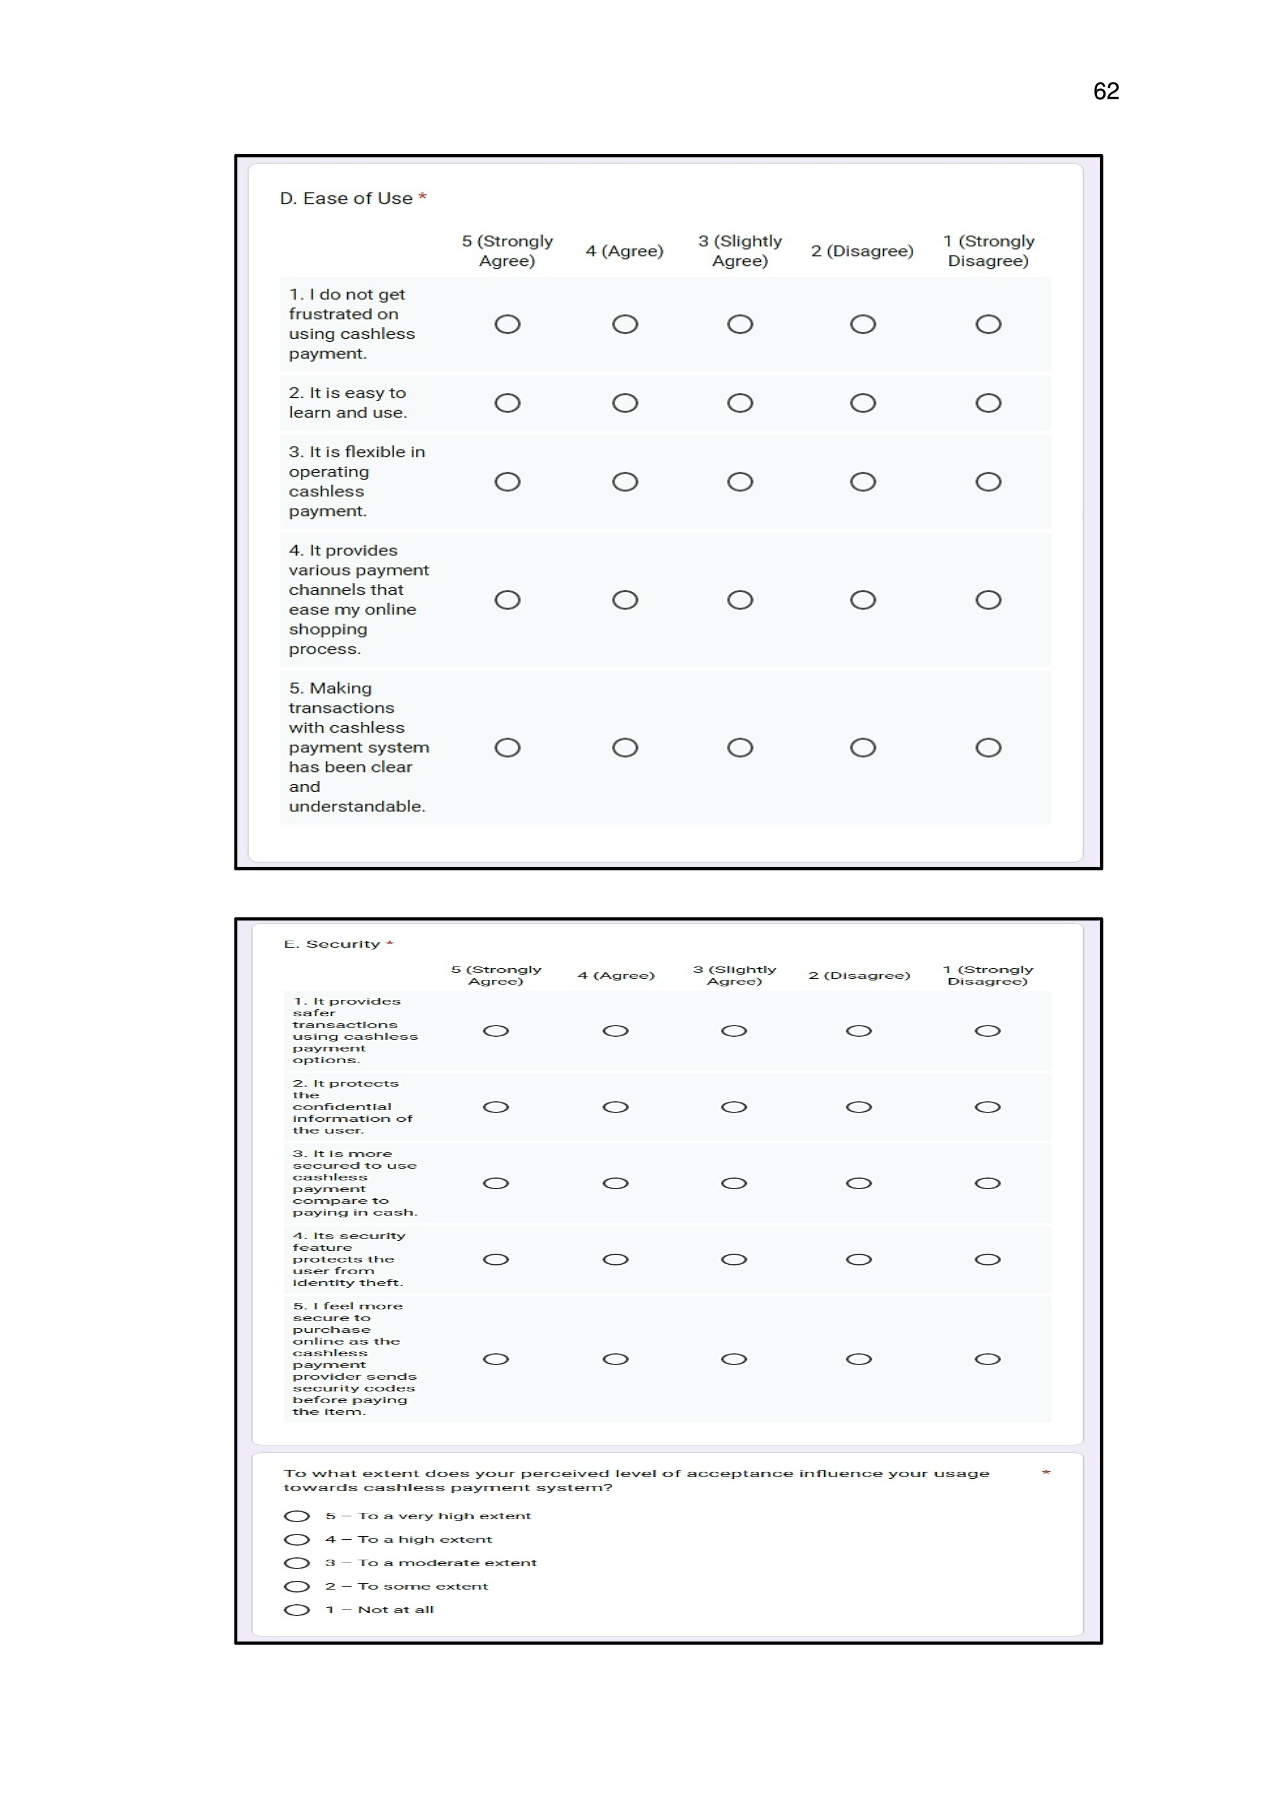 62
D. Ease of Use *
5 (Strongly Agree) 4 (Agree) 3 (Slightly Agree) 2 (Disagree) 1 (Strongly Disagree)
1. I do not get
frustrated on
using cashless
payment.
2. It is easy to
learn and use.
3. It is flexible in
operating
cashless
payment.
4. It provides
various payment
channels that
ease my online
shopping
process.
5. Making
transactions
with cashless
payment system
has been clear
and
understandable.
E. Security *
5 (Strongly Agree) 4 (Agree) 3 (Slightly Agree) 2 (Disagree) 1 (Strongly Disagree)
1. It provides
safer
transactions
using cashless
payment
options.
2. It protects
the
confidential
information of
the user.
3. It is more
secured to use
cashless
payment
compare to
paying in cash.
4. Its security
feature
protects the
user from
identity theft.
5. I feel more
secure to
purchase
online as the
cashless
payment
provider sends
security codes
before paying
the item.
To what extent does your perceived level of acceptance influence your usage *
towards cashless payment system?
5 – To a very high extent
4 – To a high extent
3 – To a moderate extent
2 – To some extent
1 – Not at all